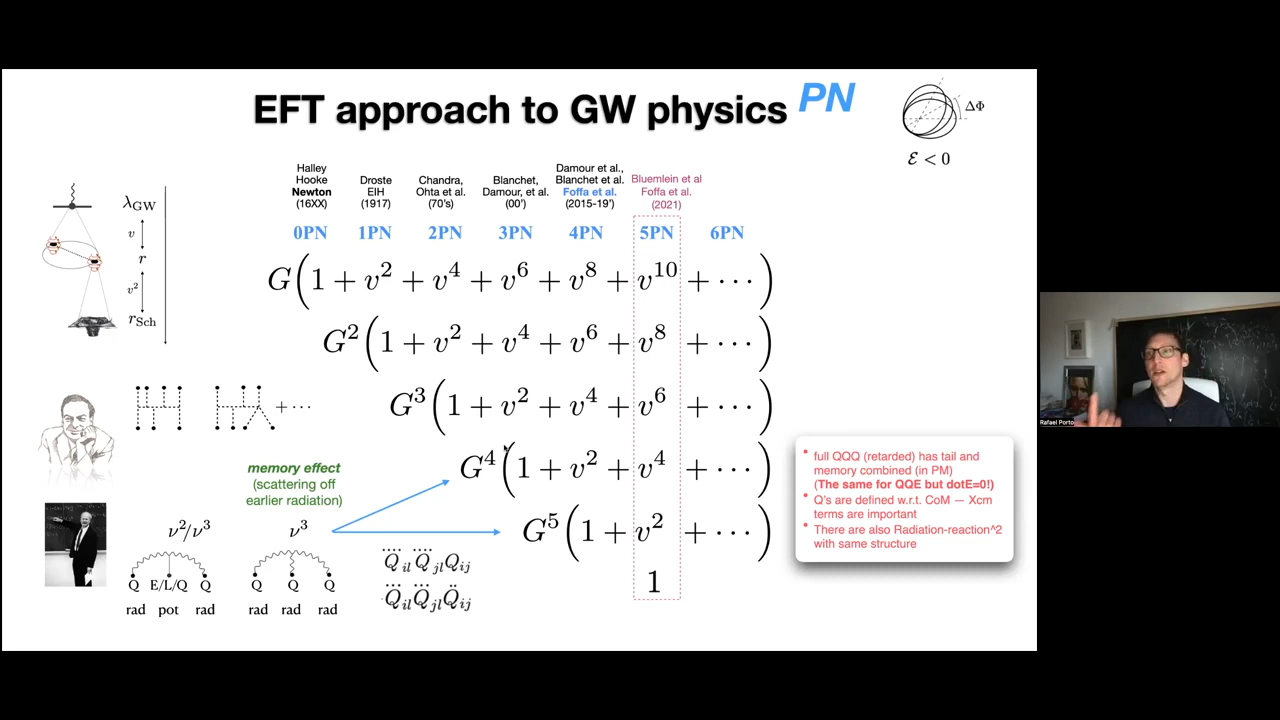 EFT approach to GW physics PN
ΔΦ
ℰ < 0
Halley
Hooke
Newton
(16XX)
Droste
EIH
(1917)
Chandra,
Ohta et al.
(70's)
Blanchet,
Damour, et al.
(00')
Damour et al.,
Blanchet et al.
Foffa et al.
(2015-19')
Bluemlein et al
Foffa et al.
(2021)
0PN 1PN 2PN 3PN 4PN 5PN 6PN
λ_GW
v
r
v²
r_Sch
G(1 + v² + v⁴ + v⁶ + v⁸ + v¹⁰ + ···)
G²(1 + v² + v⁴ + v⁶ + v⁸ + ···)
G³(1 + v² + v⁴ + v⁶ + ···)
G⁴(1 + v² + v⁴ + ···)
G⁵(1 + v² + ···)
1
+ ···
memory effect
(scattering off
earlier radiation)
ν²/ν³
Q E/L/Q Q
rad pot rad
ν³
Q Q Q
rad rad rad
Q⃜_il Q⃜_jl Q_ij
Q⃛_il Q⃛_jl Q̈_ij
• full QQQ (retarded) has tail and
memory combined (in PM)
(The same for QQE but dotE=0!)
• Q's are defined w.r.t. CoM — Xcm
terms are important
• There are also Radiation-reaction^2
with same structure
Rafael Porto